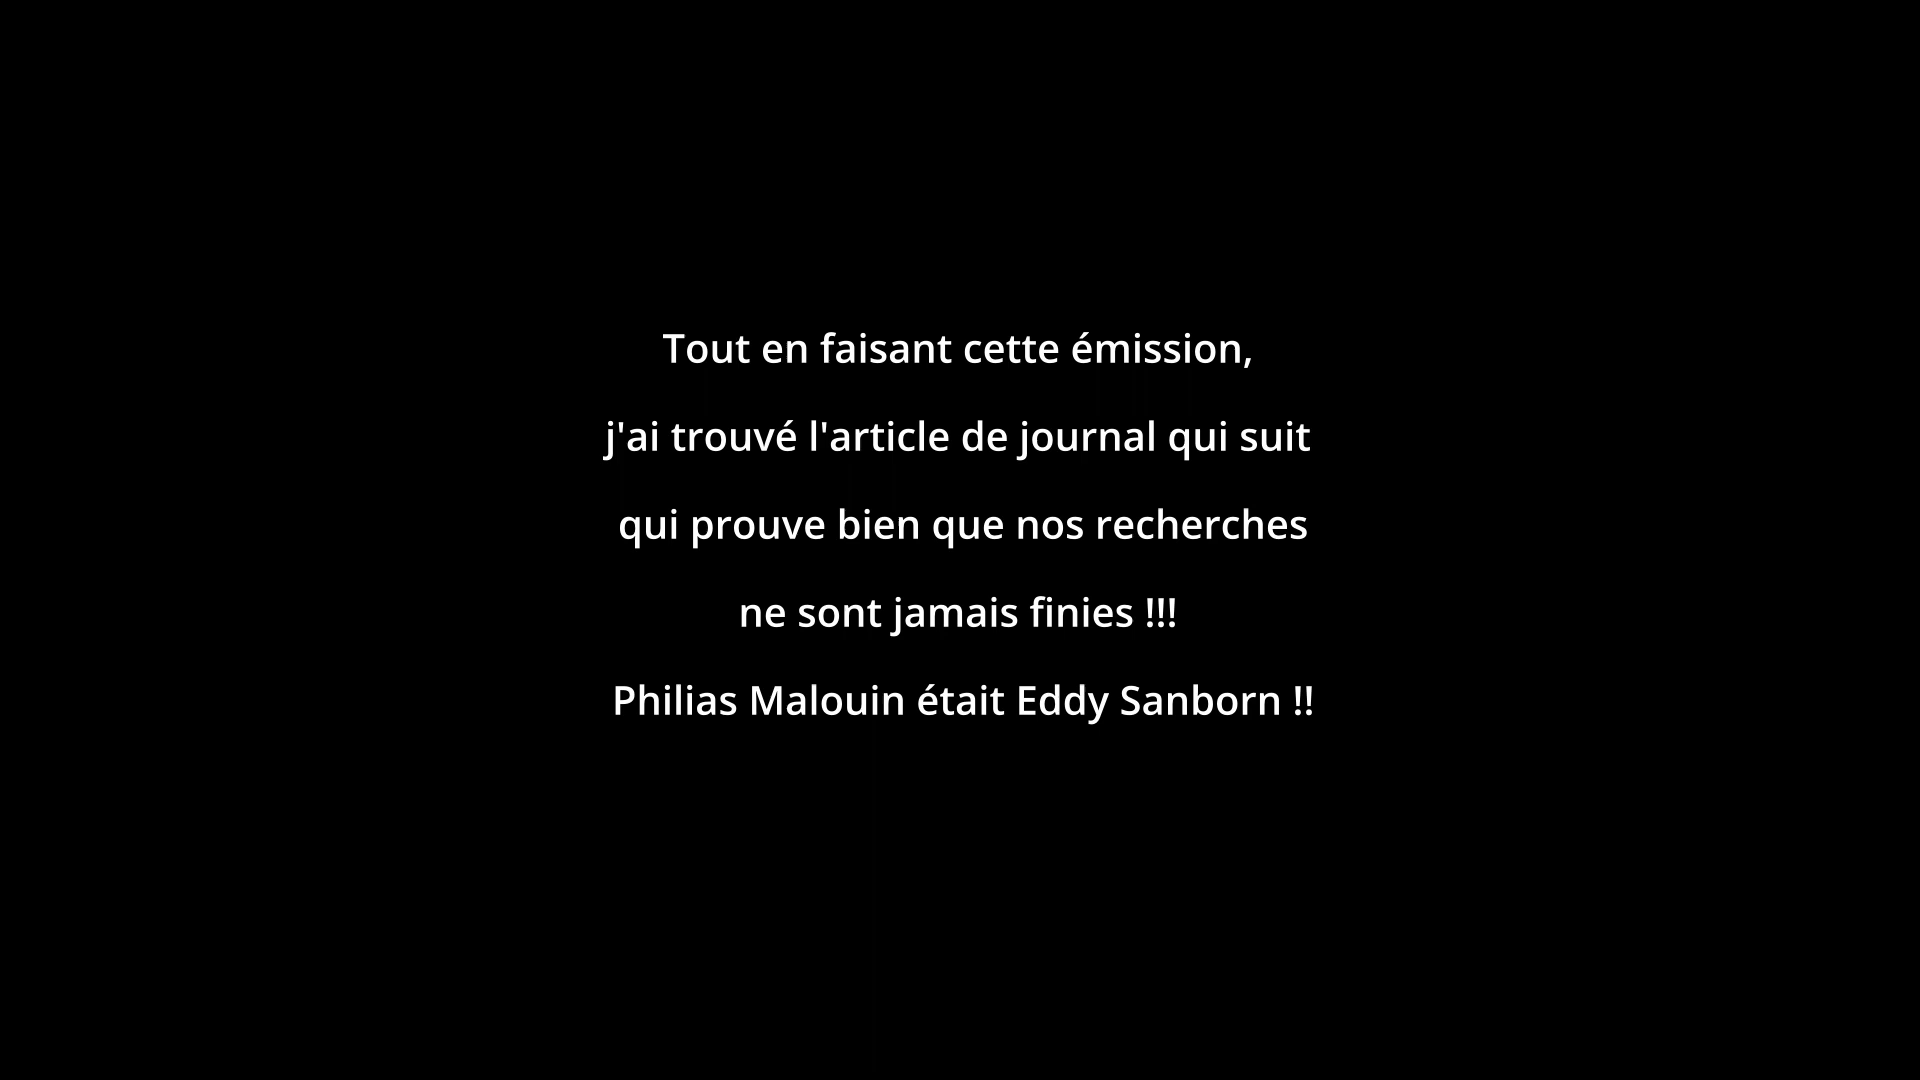 Tout en faisant cette émission,
j'ai trouvé l'article de journal qui suit
qui prouve bien que nos recherches
ne sont jamais finies !!!
Philias Malouin était Eddy Sanborn !!